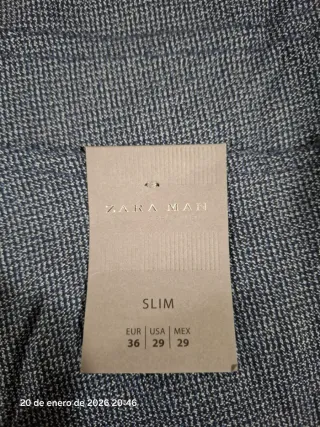 ZARA MAN
SLIM
EUR USA MEX
36 29 29
20 de enero de 2026 20:46